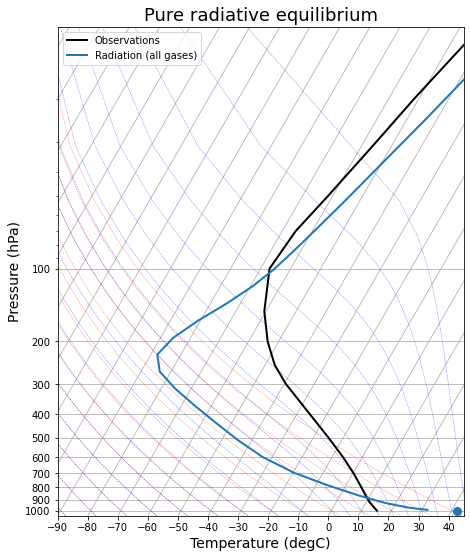 Pure radiative equilibrium
Observations
Radiation (all gases)
Pressure (hPa)
100
200
300
400
500
600
700
800
900
1000
−90 −80 −70 −60 −50 −40 −30 −20 −10 0 10 20 30 40
Temperature (degC)